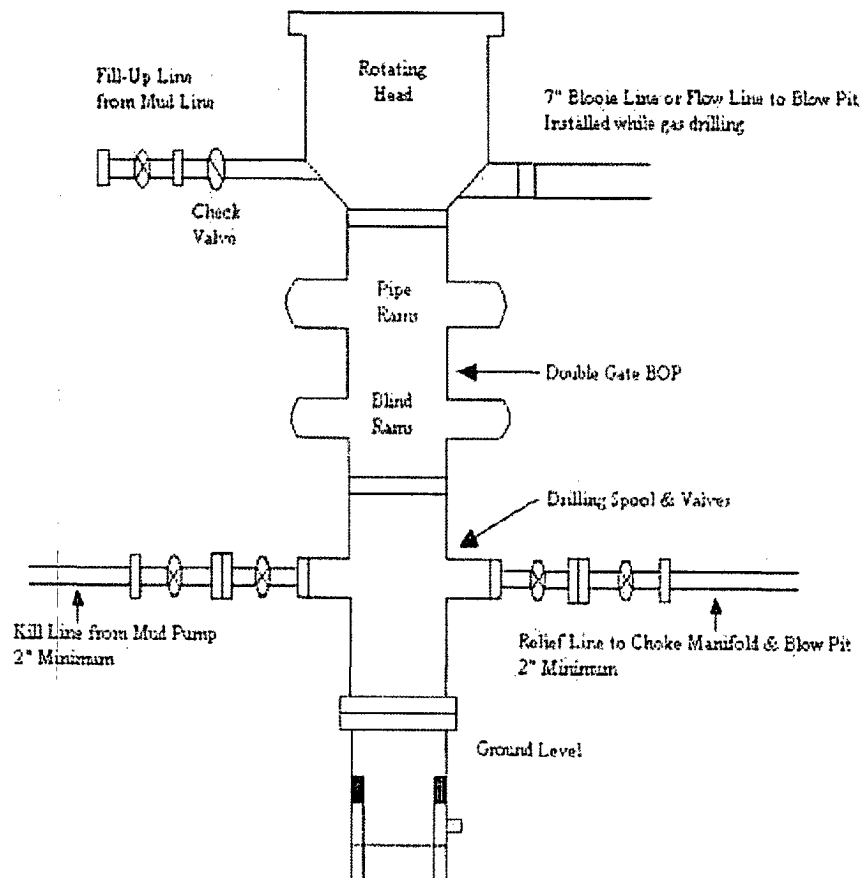 Rotating
Head
Fill-Up Line
from Mud Line
7" Blooie Line or Flow Line to Blow Pit
Installed while gas drilling
Check
Valve
Pipe
Rams
Double Gate BOP
Blind
Rams
Drilling Spool & Valves
Kill Line from Mud Pump
2" Minimum
Relief Line to Choke Manifold & Blow Pit
2" Minimum
Ground Level